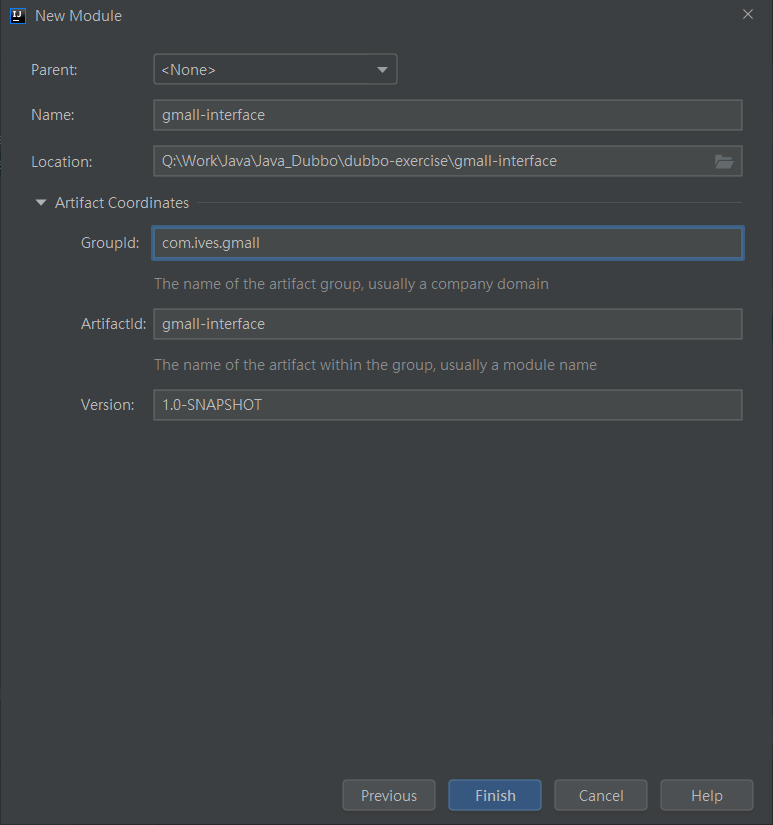 New Module
Parent: <None>
Name: gmall-interface
Location: Q:\Work\Java\Java_Dubbo\dubbo-exercise\gmall-interface
Artifact Coordinates
GroupId: com.ives.gmall
The name of the artifact group, usually a company domain
ArtifactId: gmall-interface
The name of the artifact within the group, usually a module name
Version: 1.0-SNAPSHOT
Previous Finish Cancel Help